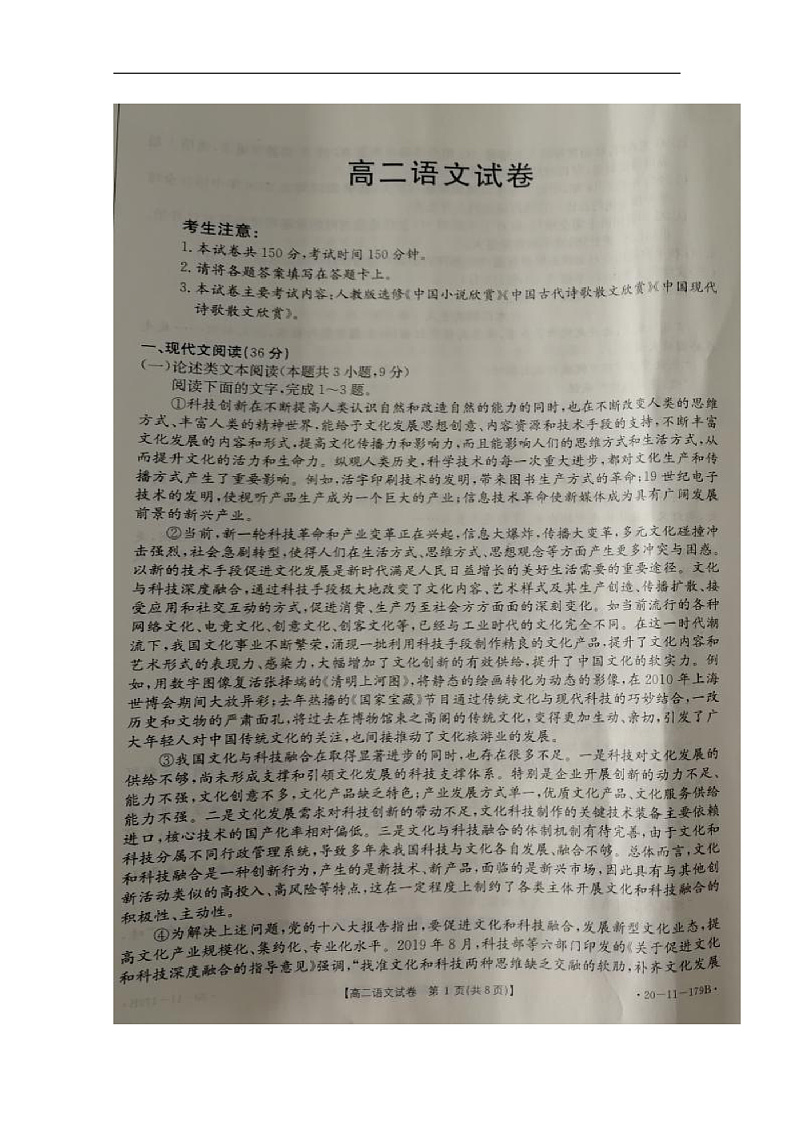 高二语文试卷
考生注意:
1. 本试卷共 150 分,考试时间 150 分钟。
2. 请将各题答案填写在答题卡上。
3. 本试卷主要考试内容:人教版选修《中国小说欣赏》《中国古代诗歌散文欣赏》《中国现代
诗歌散文欣赏》。
一、现代文阅读(36 分)
(一)论述类文本阅读(本题共 3 小题,9 分)
阅读下面的文字,完成 1~3 题。
①科技创新在不断提高人类认识自然和改造自然的能力的同时,也在不断改变人类的思维
方式、丰富人类的精神世界,能给予文化发展思想创意、内容资源和技术手段的支持,不断丰富
文化发展的内容和形式,提高文化传播力和影响力,而且能影响人们的思维方式和生活方式,从
而提升文化的活力和生命力。纵观人类历史,科学技术的每一次重大进步,都对文化生产和传
播方式产生了重要影响。例如,活字印刷技术的发明,带来图书生产方式的革命;19 世纪电子
技术的发明,使视听产品生产成为一个巨大的产业;信息技术革命使新媒体成为具有广阔发展
前景的新兴产业。
②当前,新一轮科技革命和产业变革正在兴起,信息大爆炸,传播大变革,多元文化碰撞冲
击强烈,社会急剧转型,使得人们在生活方式、思维方式、思想观念等方面产生更多冲突与困惑。
以新的技术手段促进文化发展是新时代满足人民日益增长的美好生活需要的重要途径。文化
与科技深度融合,通过科技手段极大地改变了文化内容、艺术样式及其生产创造、传播扩散、接
受应用和社交互动的方式,促进消费、生产乃至社会方方面面的深刻变化。如当前流行的各种
网络文化、电竞文化、创意文化、创客文化等,已经与工业时代的文化完全不同。在这一时代潮
流下,我国文化事业不断繁荣,涌现一批利用科技手段制作精良的文化产品,提升了文化内容和
艺术形式的表现力、感染力,大幅增加了文化创新的有效供给,提升了中国文化的软实力。例
如,用数字图像复活张择端的《清明上河图》,将静态的绘画转化为动态的影像,在 2010 年上海
世博会期间大放异彩;去年热播的《国家宝藏》节目通过传统文化与现代科技的巧妙结合,一改
历史和文物的严肃面孔,将过去在博物馆束之高阁的传统文化,变得更加生动、亲切,引发了广
大年轻人对中国传统文化的关注,也间接推动了文化旅游业的发展。
③我国文化与科技融合在取得显著进步的同时,也存在很多不足。一是科技对文化发展的
供给不够,尚未形成支撑和引领文化发展的科技支撑体系。特别是企业开展创新的动力不足、
能力不强,文化创意不多,文化产品缺乏特色;产业发展方式单一,优质文化产品、文化服务供给
能力不强。二是文化发展需求对科技创新的带动不足,文化科技制作的关键技术装备主要依赖
进口,核心技术的国产化率相对偏低。三是文化与科技融合的体制机制有待完善,由于文化和
科技分属不同行政管理系统,导致多年来我国科技与文化各自发展、融合不够。总体而言,文化
和科技融合是一种创新行为,产生的是新技术、新产品,面临的是新兴市场,因此具有与其他创
新活动类似的高投入、高风险等特点,这在一定程度上制约了各类主体开展文化和科技融合的
积极性、主动性。
④为解决上述问题,党的十八大报告指出,要促进文化和科技融合,发展新型文化业态,提
高文化产业规模化、集约化、专业化水平。2019 年 8 月,科技部等六部门印发的《关于促进文化
和科技深度融合的指导意见》强调,“找准文化和科技两种思维缺乏交融的软肋,补齐文化发展
【高二语文试卷 第 1 页(共 8 页)】
·20-11-179B·